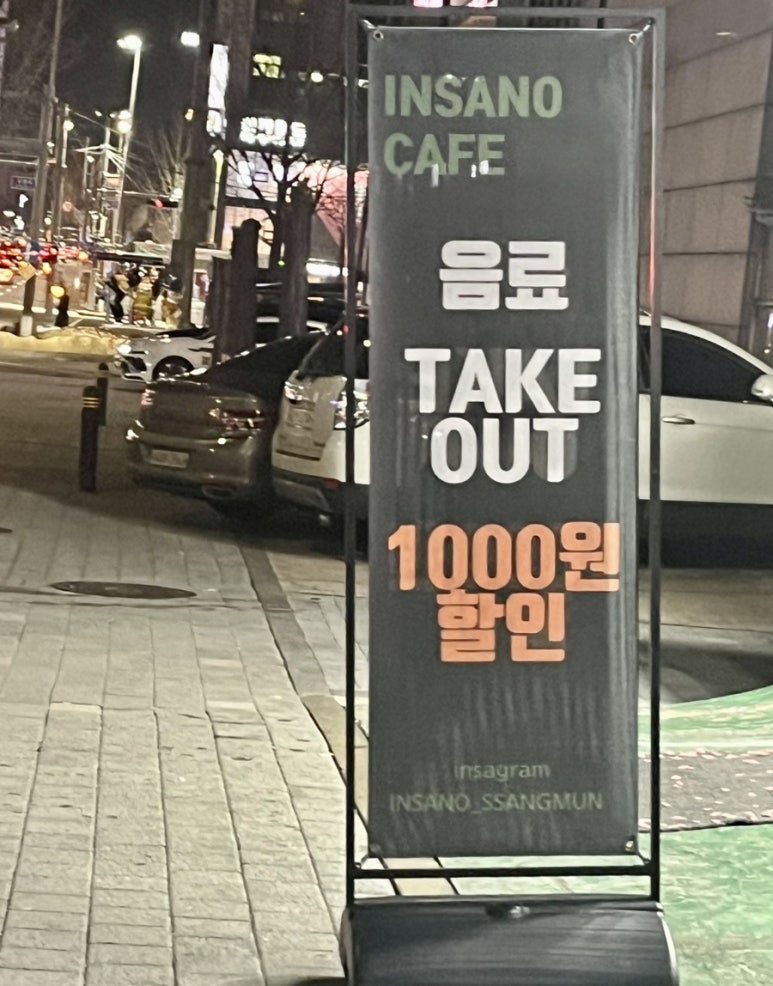 INSANO
CAFE
음료
TAKE
OUT
1000원
할인
insagram
INSANO_SSANGMUN